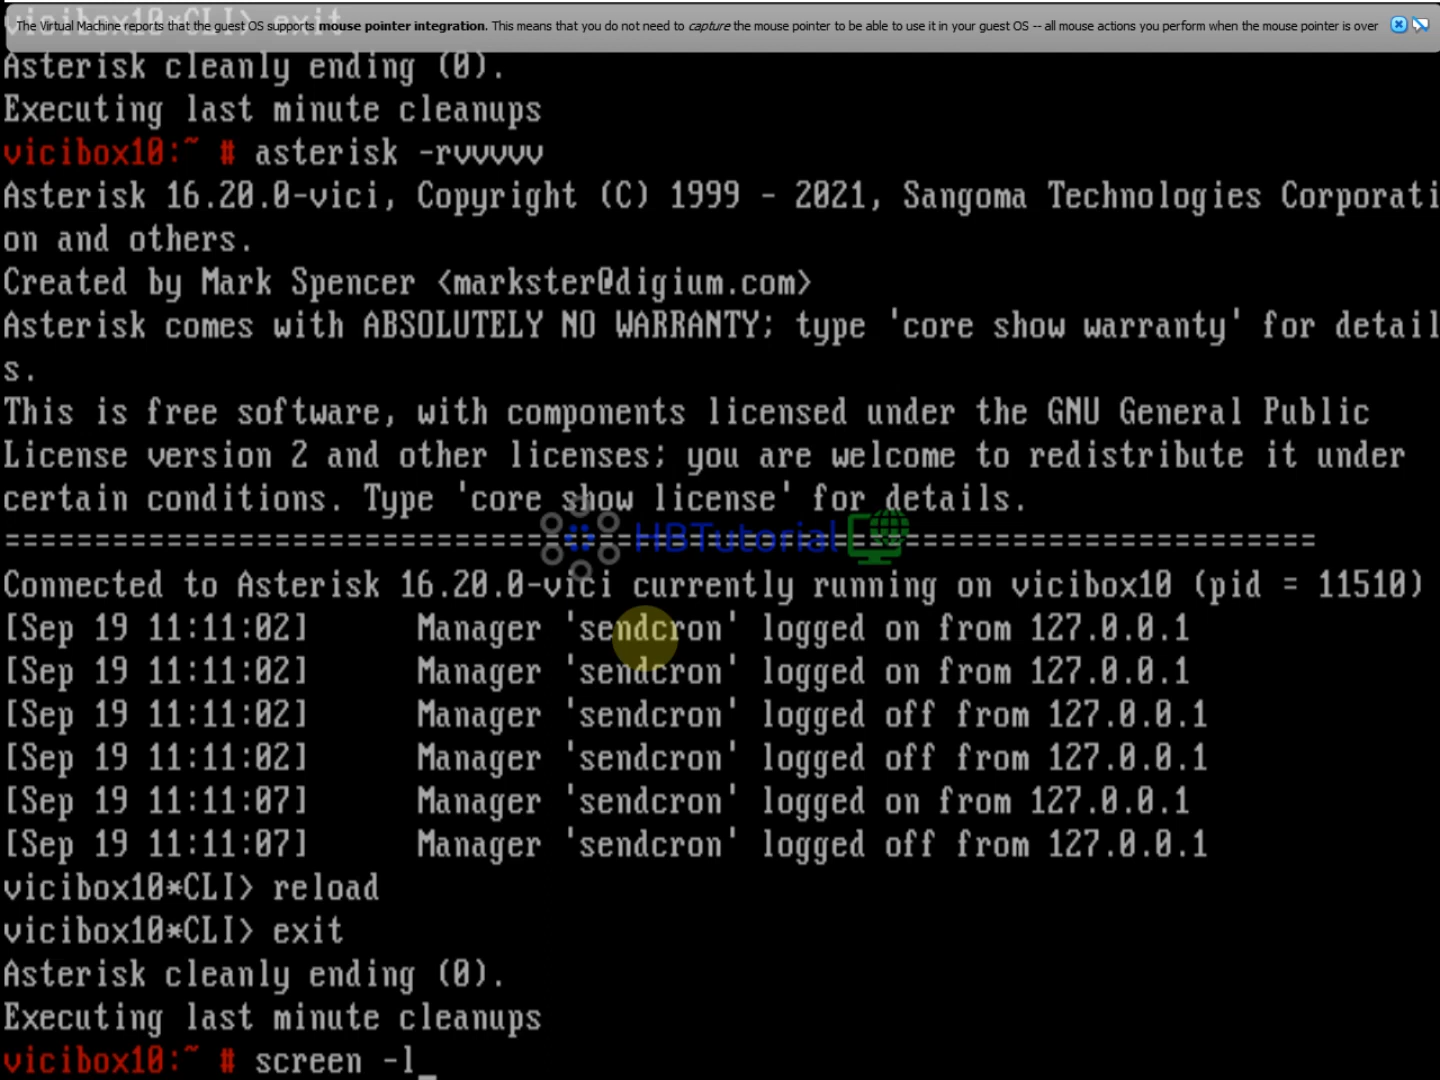 vicibox10*CLI> exit
The Virtual Machine reports that the guest OS supports mouse pointer integration. This means that you do not need to capture the mouse pointer to be able to use it in your guest OS -- all mouse actions you perform when the mouse pointer is over
Asterisk cleanly ending (0).
Executing last minute cleanups
vicibox10:~ # asterisk -rvvvvv
Asterisk 16.20.0-vici, Copyright (C) 1999 - 2021, Sangoma Technologies Corporati
on and others.
Created by Mark Spencer <markster@digium.com>
Asterisk comes with ABSOLUTELY NO WARRANTY; type 'core show warranty' for detail
s.
This is free software, with components licensed under the GNU General Public
License version 2 and other licenses; you are welcome to redistribute it under
certain conditions. Type 'core show license' for details.
HBTutorial
=========================================================================
Connected to Asterisk 16.20.0-vici currently running on vicibox10 (pid = 11510)
[Sep 19 11:11:02]      Manager 'sendcron' logged on from 127.0.0.1
[Sep 19 11:11:02]      Manager 'sendcron' logged on from 127.0.0.1
[Sep 19 11:11:02]      Manager 'sendcron' logged off from 127.0.0.1
[Sep 19 11:11:02]      Manager 'sendcron' logged off from 127.0.0.1
[Sep 19 11:11:07]      Manager 'sendcron' logged on from 127.0.0.1
[Sep 19 11:11:07]      Manager 'sendcron' logged off from 127.0.0.1
vicibox10*CLI> reload
vicibox10*CLI> exit
Asterisk cleanly ending (0).
Executing last minute cleanups
vicibox10:~ # screen -l_